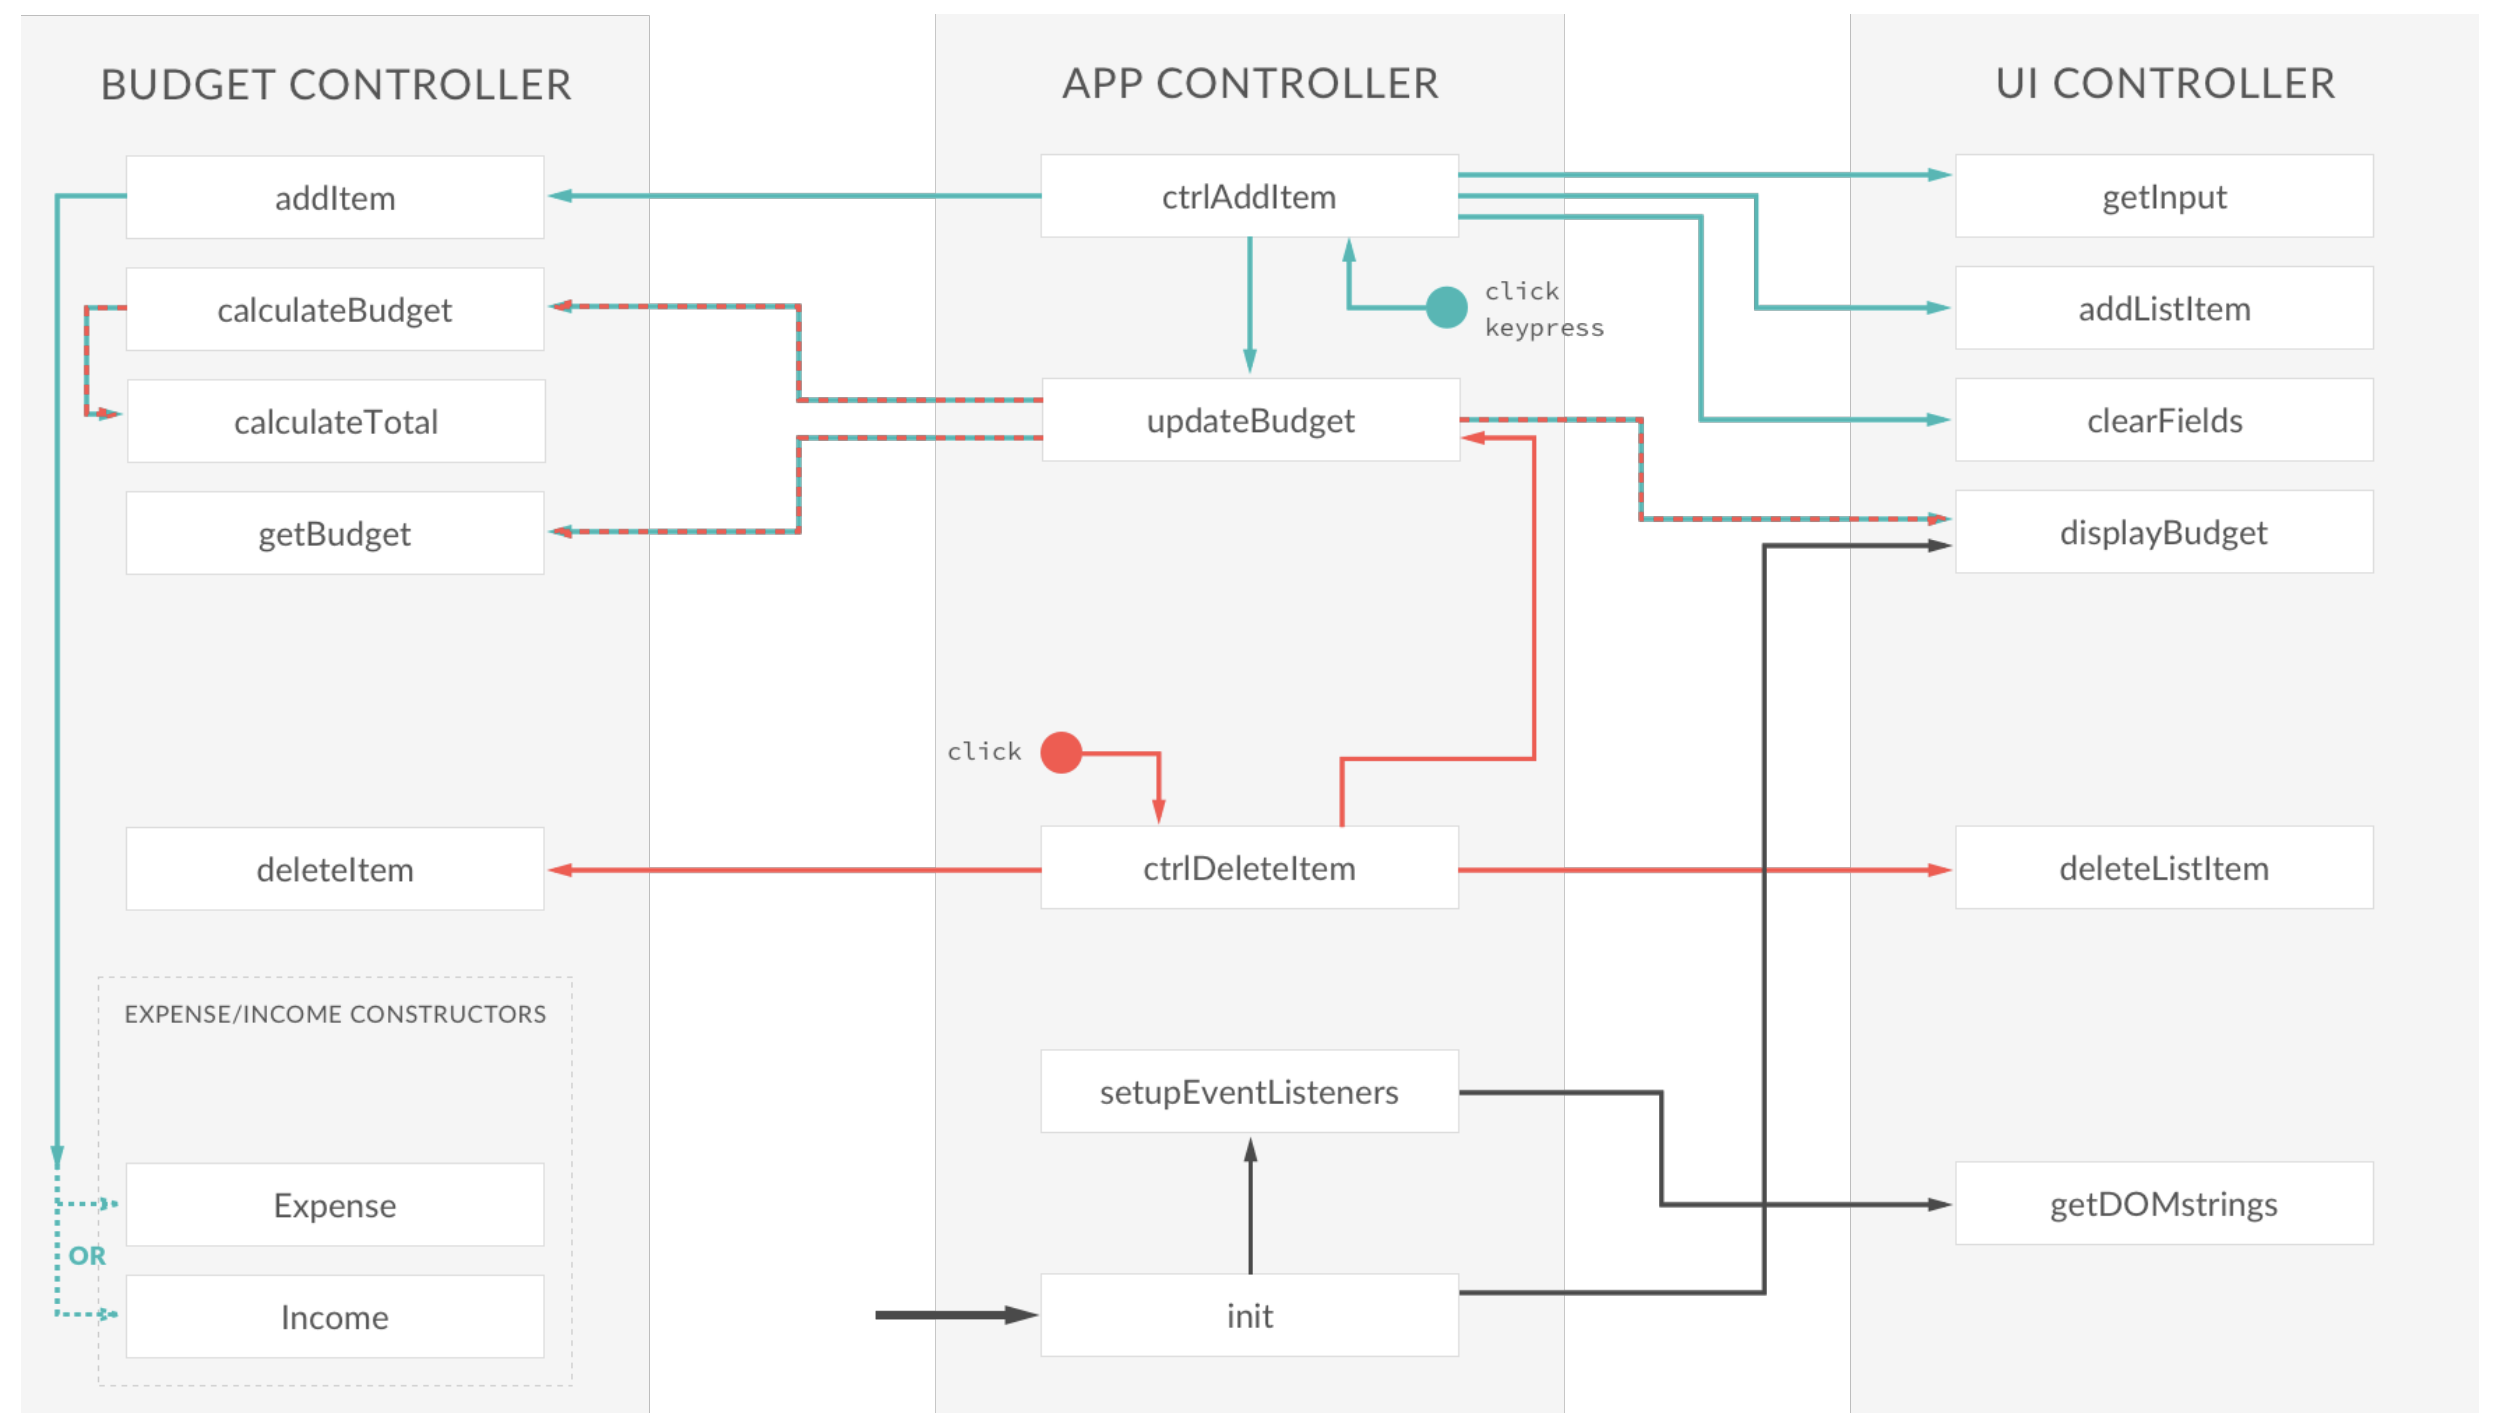 BUDGET CONTROLLER
addItem
calculateBudget
calculateTotal
getBudget
deleteItem
EXPENSE/INCOME CONSTRUCTORS
Expense
OR
Income
APP CONTROLLER
ctrlAddItem
click
keypress
updateBudget
click
ctrlDeleteItem
setupEventListeners
init
UI CONTROLLER
getInput
addListItem
clearFields
displayBudget
deleteListItem
getDOMstrings